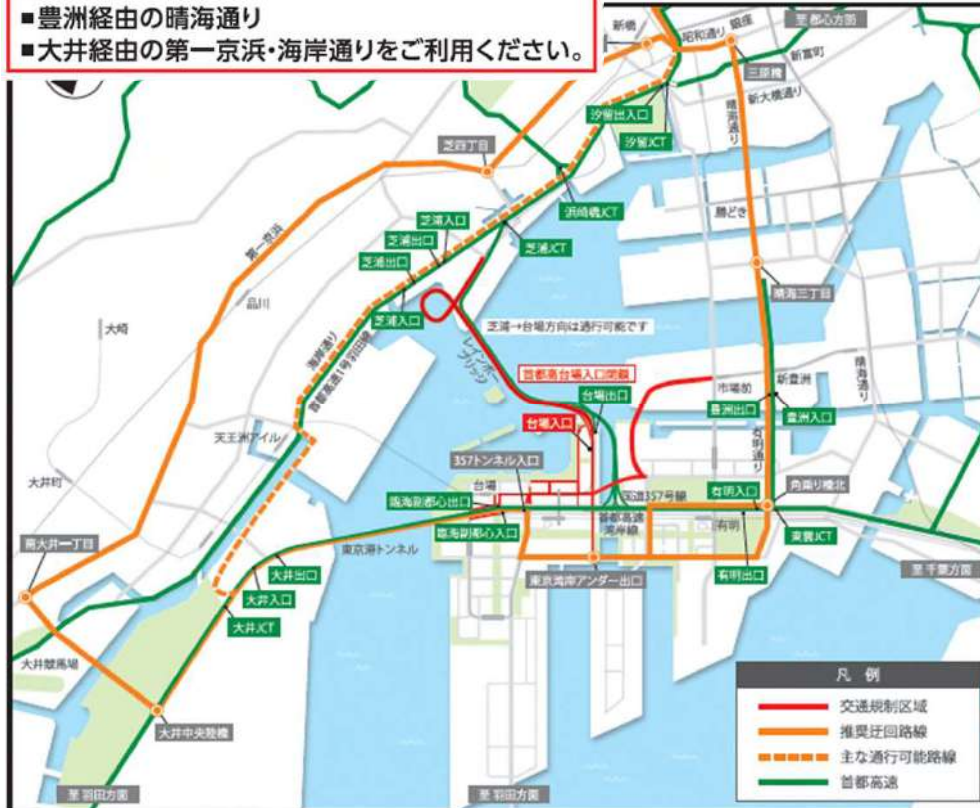 ■豊洲経由の晴海通り
■大井経由の第一京浜・海岸通りをご利用ください。
新橋
昭和通り
銀座
至 都心方面
三原橋
新富町
新大橋通り
汐留出入口
汐留JCT
晴海通り
芝四丁目
浜崎橋JCT
勝どき
芝浦入口
芝浦出口
芝浦JCT
芝浦出口
第一京浜
晴海三丁目
品川
芝浦入口
芝浦→台場方向は通行可能です
大崎
海岸通り
首都高速1号羽田線
レインボー
ブリッジ
晴海通り
首都高台場入口閉鎖
台場出口
市場前
新豊洲
豊洲出口
豊洲入口
台場入口
天王洲アイル
有明通り
357トンネル入口
大井町
台場
国道357号線
有明入口
角乗り橋北
臨海副都心出口
首都高速
湾岸線
有明
臨海副都心入口
東雲JCT
南大井一丁目
東京港トンネル
大井出口
東京湾岸アンダー出口
有明出口
至 千葉方面
大井入口
大井JCT
大井競馬場
大井中央陸橋
至 羽田方面
至 羽田方面
凡 例
交通規制区域
推奨迂回路線
主な通行可能路線
首都高速